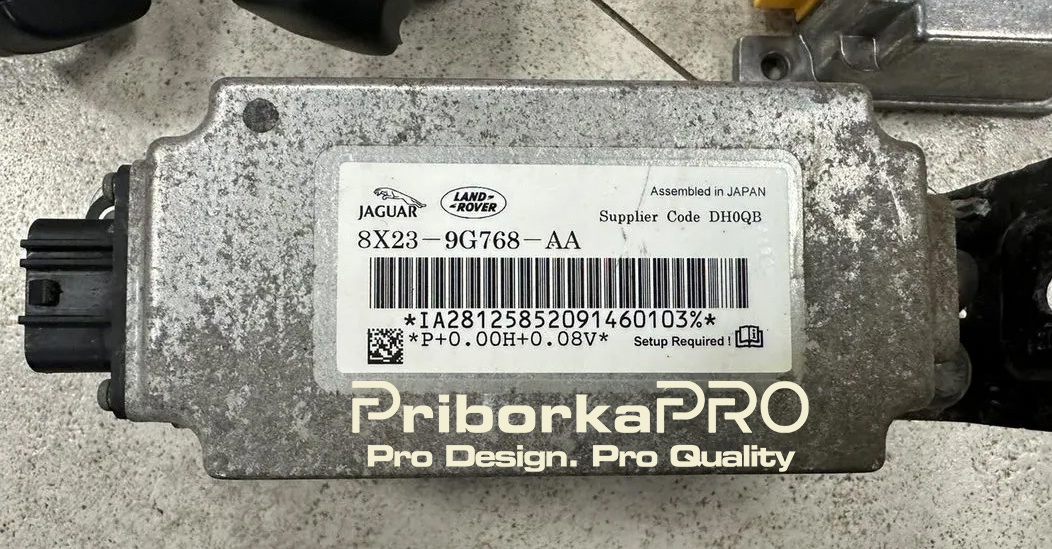 JAGUAR
LAND
ROVER
Assembled in JAPAN
Supplier Code DH0QB
8X23-9G768-AA
*IA28125852091460103%*
*P+0.00H+0.08V* Setup Required !
PriborkaPRO
Pro Design. Pro Quality